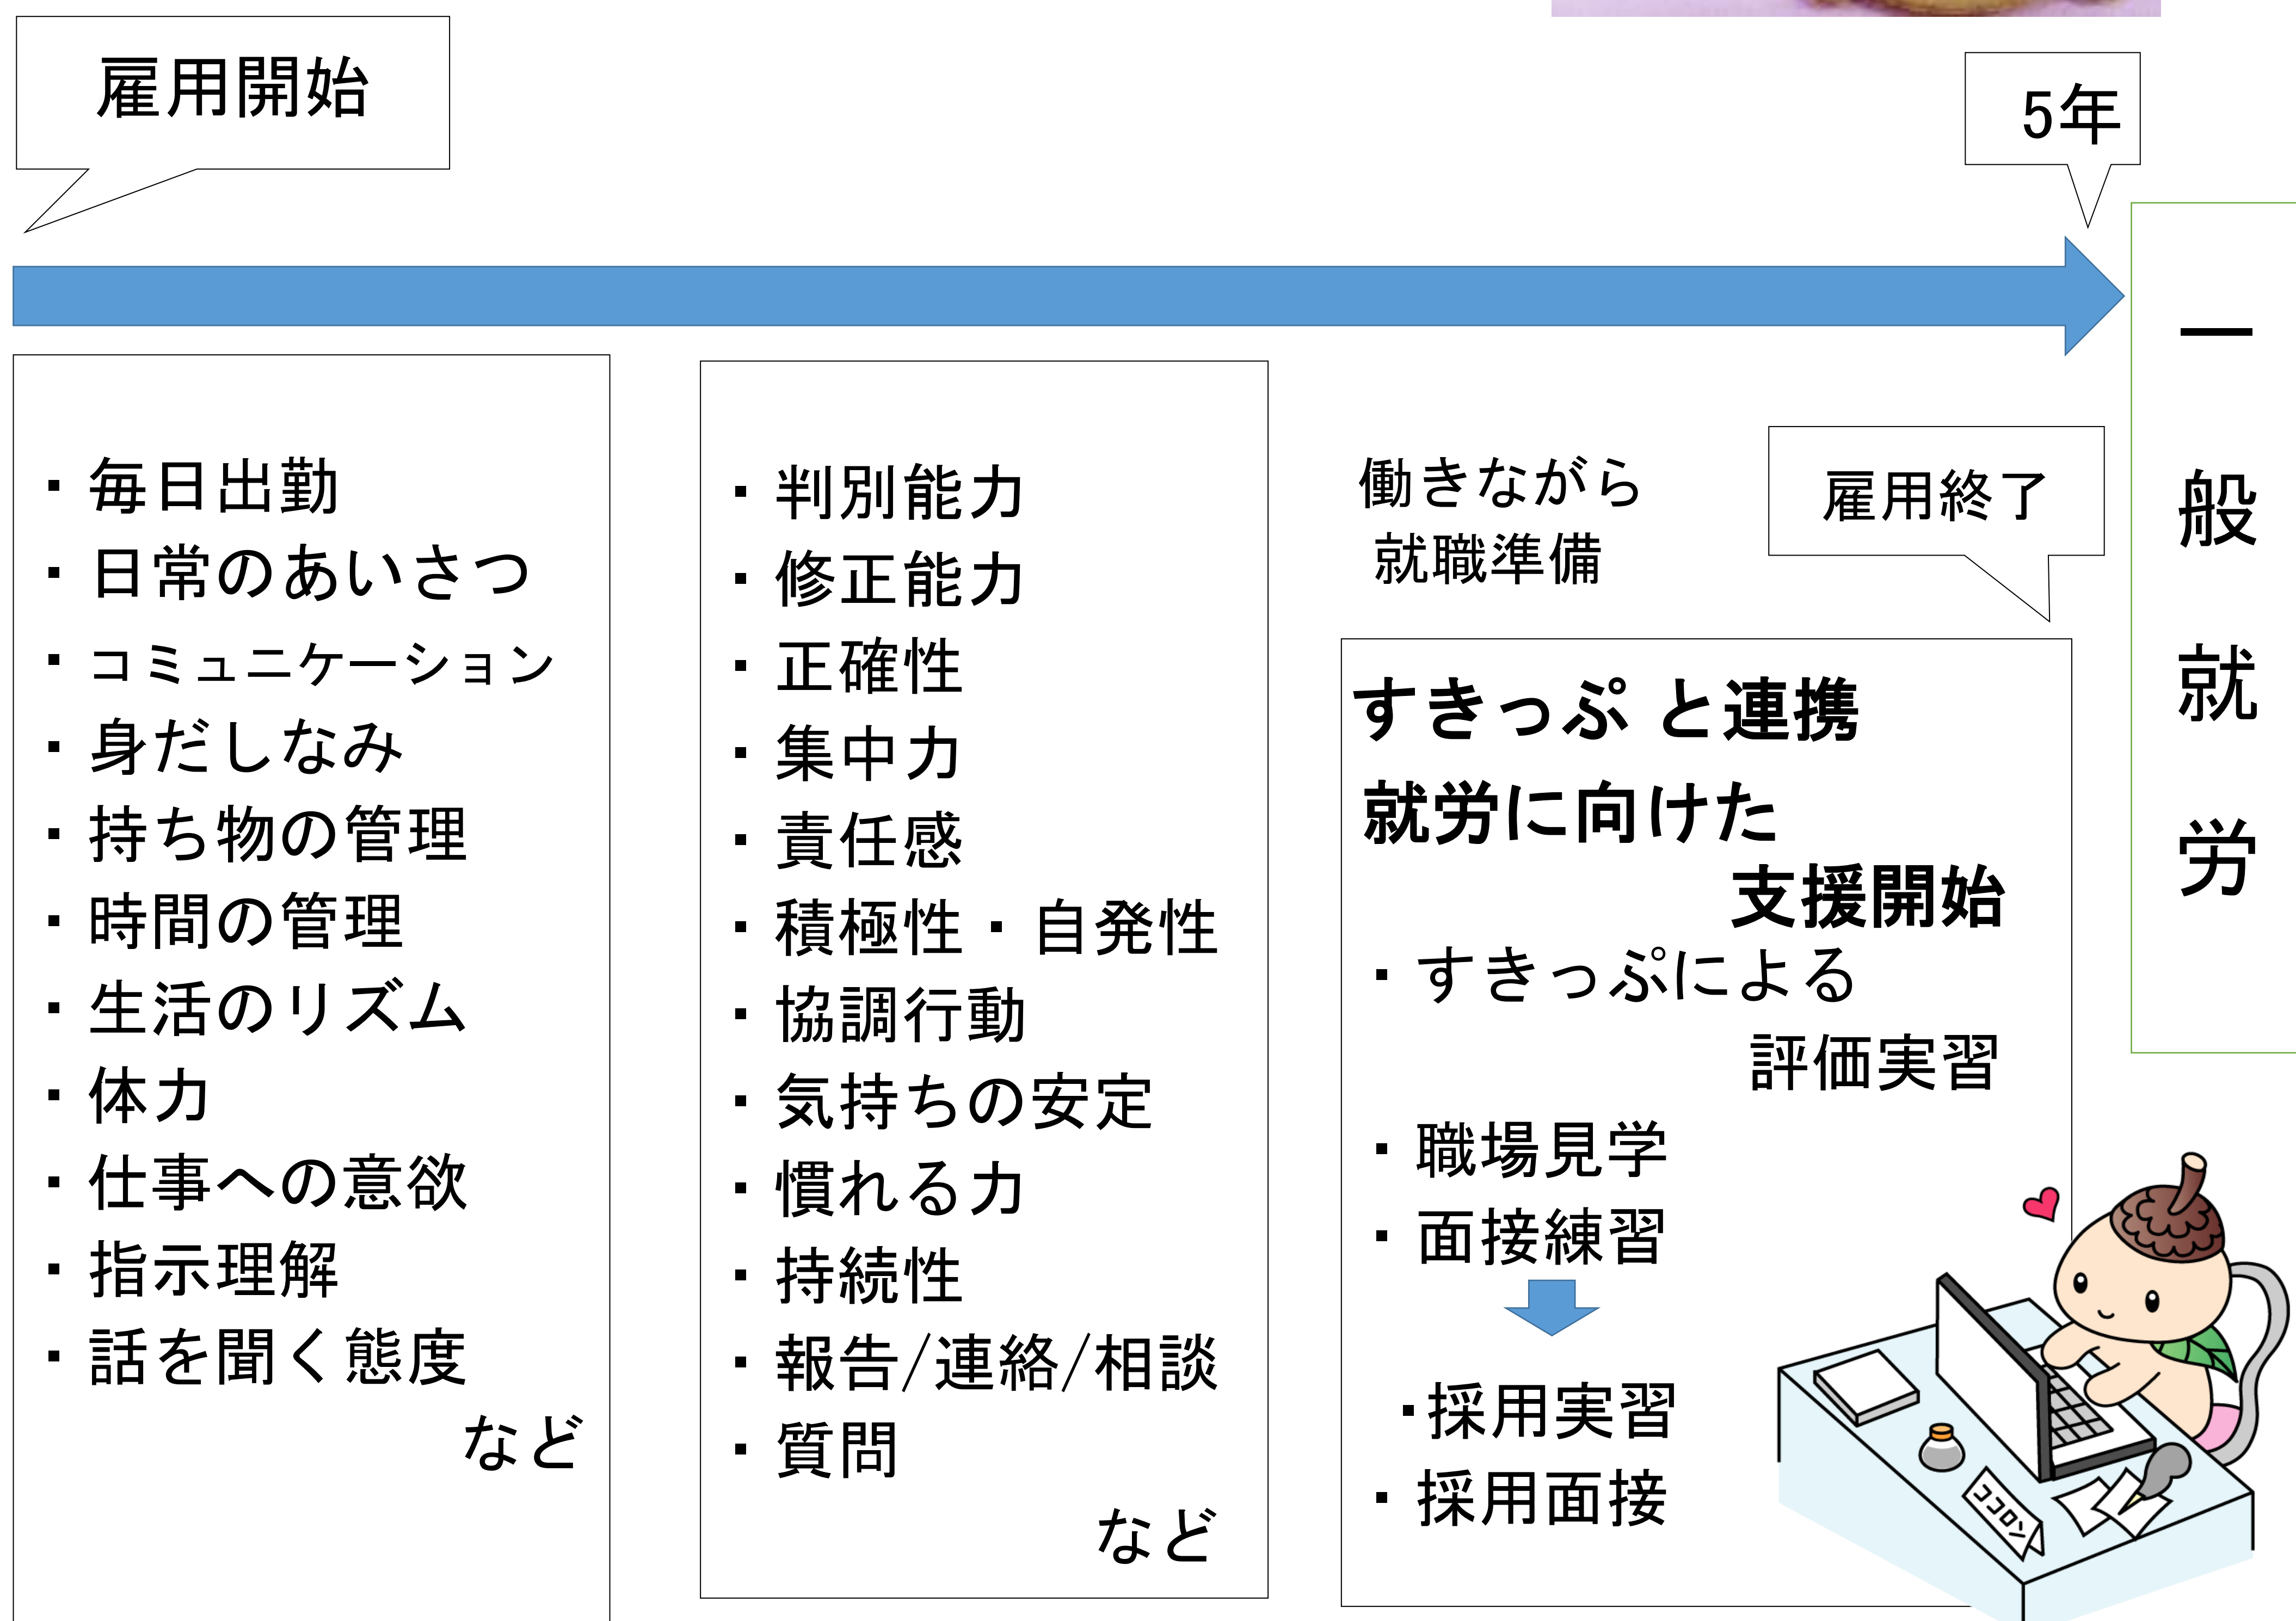 雇用開始
5年
・毎日出勤
・日常のあいさつ
・コミュニケーション
・身だしなみ
・持ち物の管理
・時間の管理
・生活のリズム
・体力
・仕事への意欲
・指示理解
・話を聞く態度
など
・判別能力
・修正能力
・正確性
・集中力
・責任感
・積極性・自発性
・協調行動
・気持ちの安定
・慣れる力
・持続性
・報告/連絡/相談
・質問
など
働きながら
就職準備
雇用終了
すきっぷ と連携
就労に向けた
支援開始
・すきっぷによる
評価実習
・職場見学
・面接練習
・採用実習
・採用面接
一般就労
ココロン